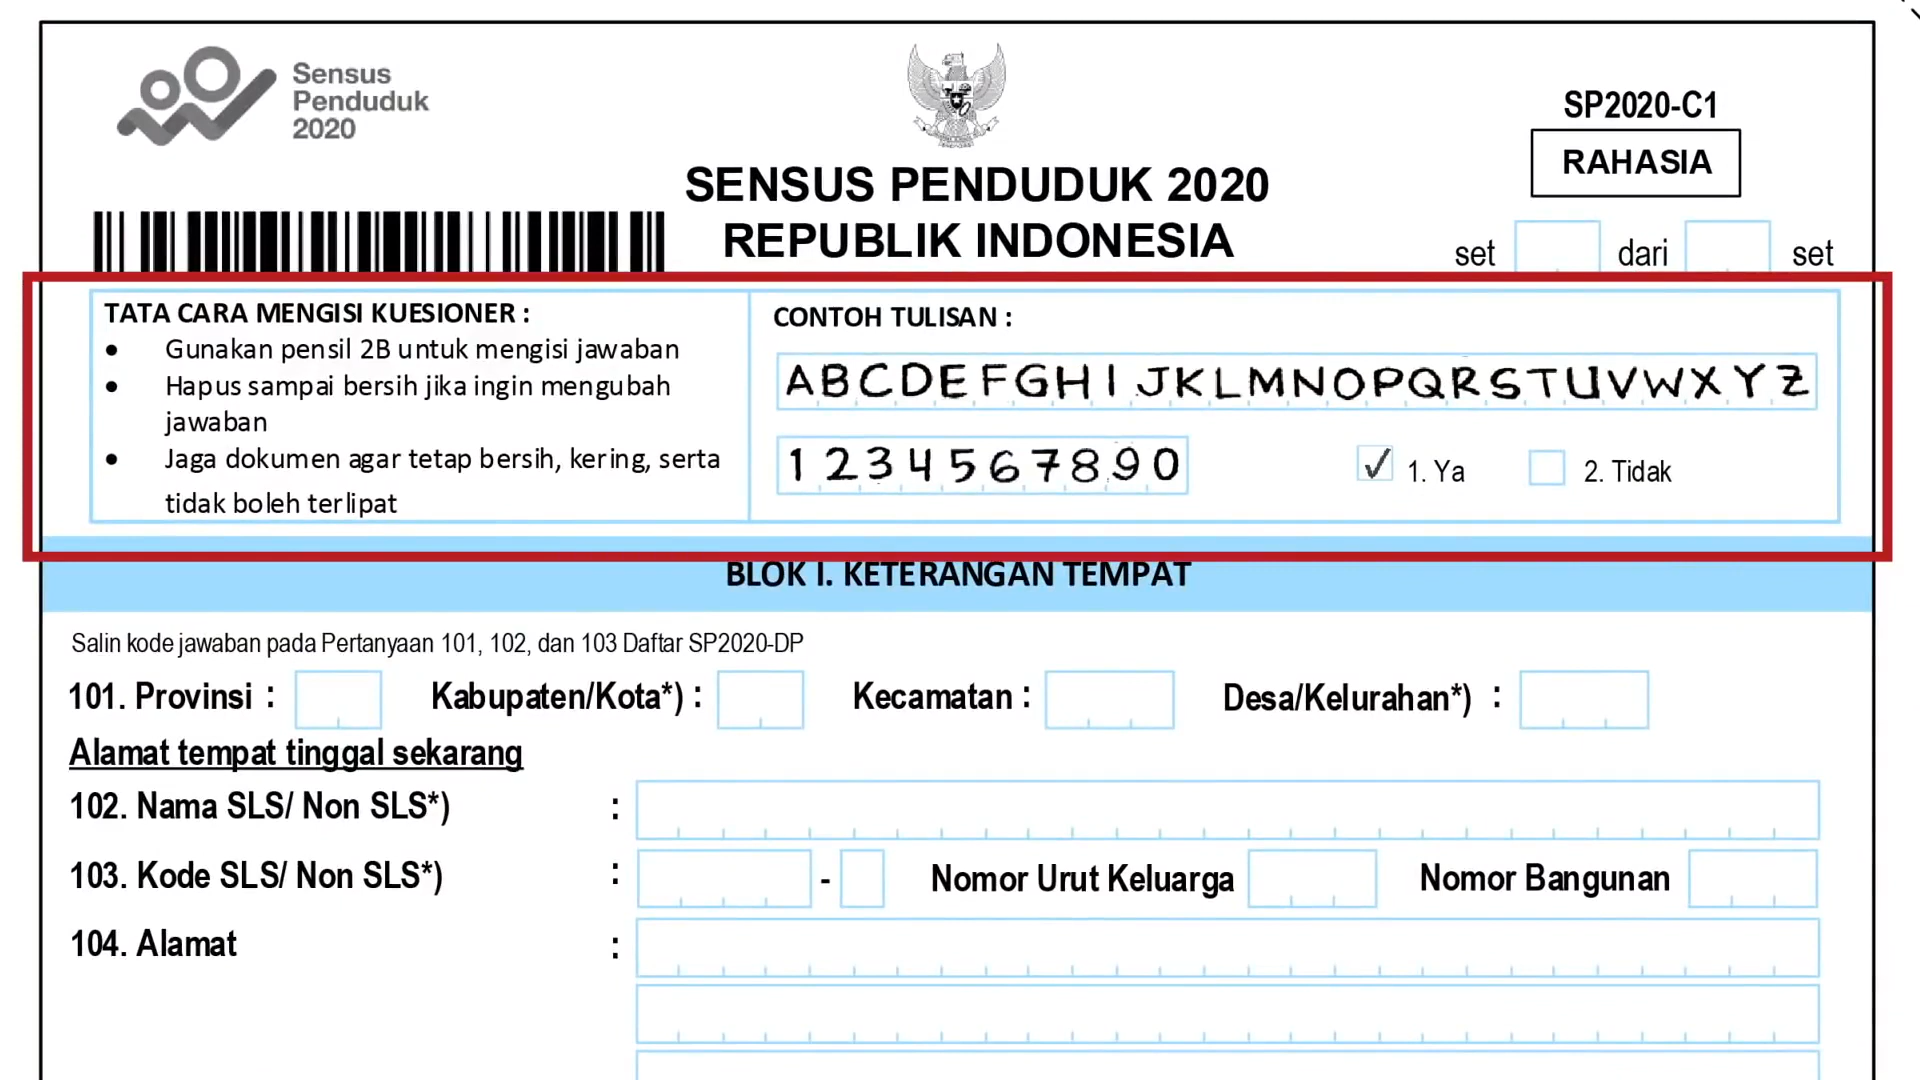 Sensus
Penduduk
2020
SP2020-C1
RAHASIA
SENSUS PENDUDUK 2020
REPUBLIK INDONESIA
set dari set
TATA CARA MENGISI KUESIONER :
• Gunakan pensil 2B untuk mengisi jawaban
• Hapus sampai bersih jika ingin mengubah
jawaban
• Jaga dokumen agar tetap bersih, kering, serta
tidak boleh terlipat
CONTOH TULISAN :
ABCDEFGHIJKLMNOPQRSTUVWXYZ
1234567890
1. Ya 2. Tidak
BLOK I. KETERANGAN TEMPAT
Salin kode jawaban pada Pertanyaan 101, 102, dan 103 Daftar SP2020-DP
101. Provinsi : Kabupaten/Kota*) : Kecamatan : Desa/Kelurahan*) :
Alamat tempat tinggal sekarang
102. Nama SLS/ Non SLS*) :
103. Kode SLS/ Non SLS*) : - Nomor Urut Keluarga Nomor Bangunan
104. Alamat :